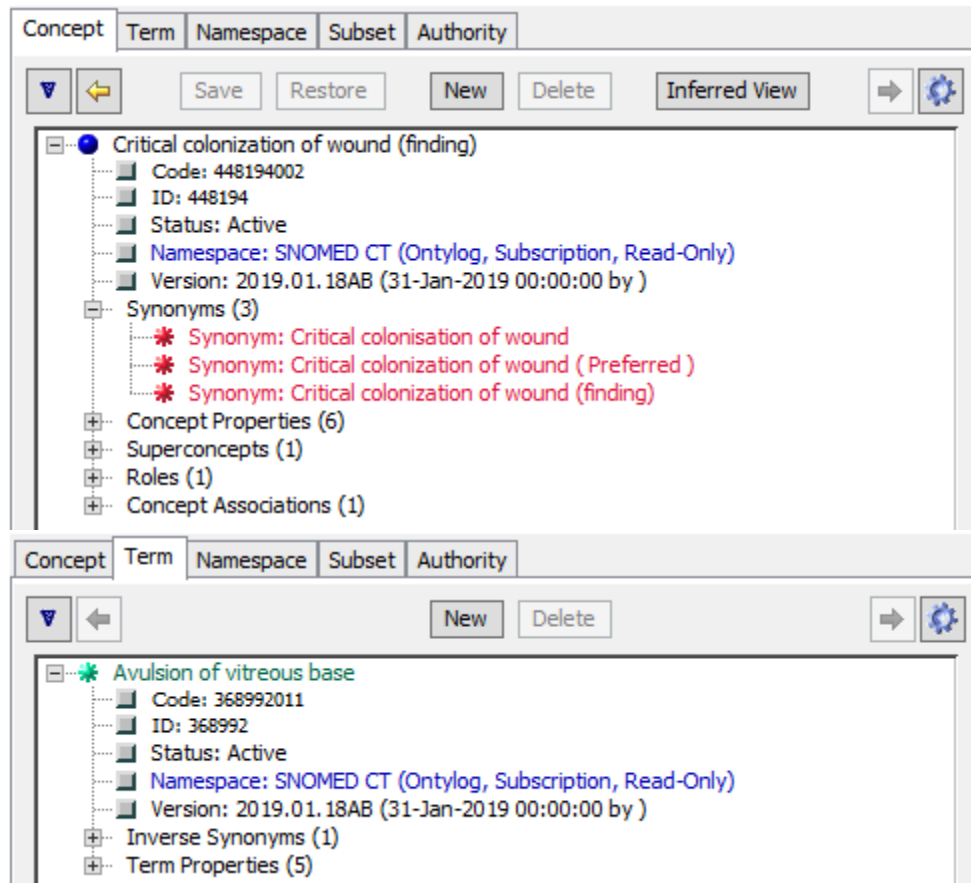 Concept Term Namespace Subset Authority
Save Restore New Delete Inferred View
Critical colonization of wound (finding)
Code: 448194002
ID: 448194
Status: Active
Namespace: SNOMED CT (Ontylog, Subscription, Read-Only)
Version: 2019.01.18AB (31-Jan-2019 00:00:00 by )
Synonyms (3)
Synonym: Critical colonisation of wound
Synonym: Critical colonization of wound ( Preferred )
Synonym: Critical colonization of wound (finding)
Concept Properties (6)
Superconcepts (1)
Roles (1)
Concept Associations (1)
Concept Term Namespace Subset Authority
New Delete
Avulsion of vitreous base
Code: 368992011
ID: 368992
Status: Active
Namespace: SNOMED CT (Ontylog, Subscription, Read-Only)
Version: 2019.01.18AB (31-Jan-2019 00:00:00 by )
Inverse Synonyms (1)
Term Properties (5)